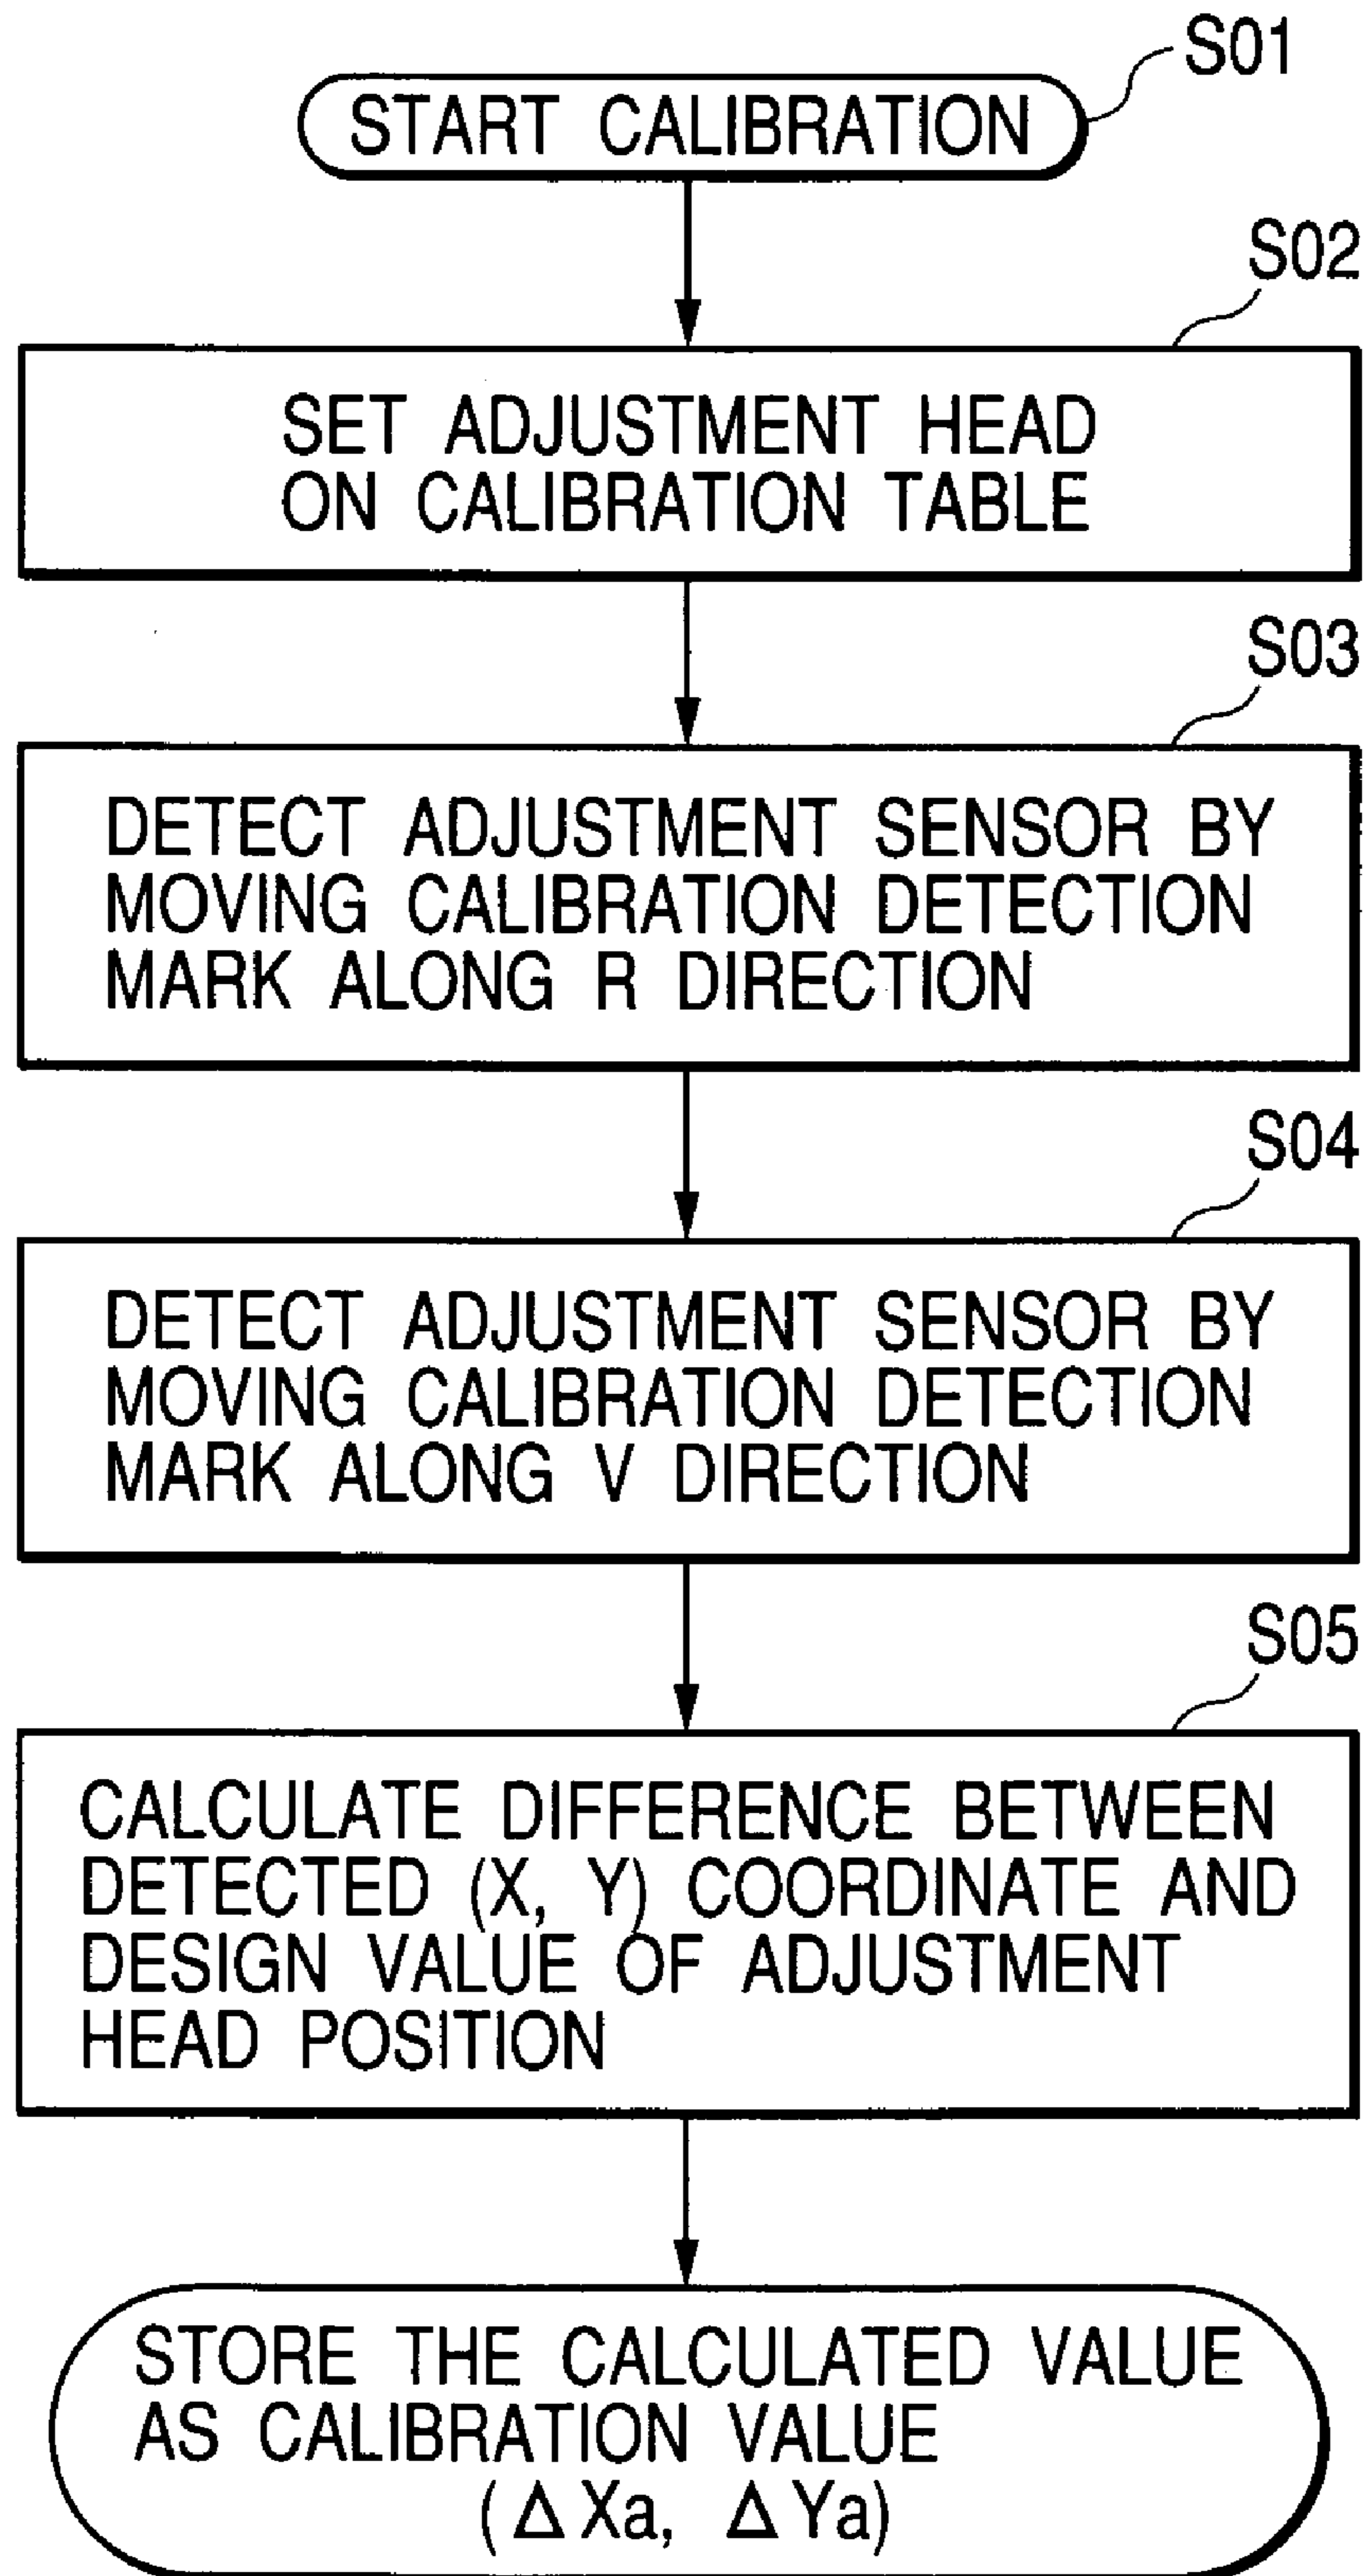 S01
START CALIBRATION
S02
SET ADJUSTMENT HEAD
ON CALIBRATION TABLE
S03
DETECT ADJUSTMENT SENSOR BY
MOVING CALIBRATION DETECTION
MARK ALONG R DIRECTION
S04
DETECT ADJUSTMENT SENSOR BY
MOVING CALIBRATION DETECTION
MARK ALONG V DIRECTION
S05
CALCULATE DIFFERENCE BETWEEN
DETECTED (X, Y) COORDINATE AND
DESIGN VALUE OF ADJUSTMENT
HEAD POSITION
STORE THE CALCULATED VALUE
AS CALIBRATION VALUE
(ΔXa, ΔYa)